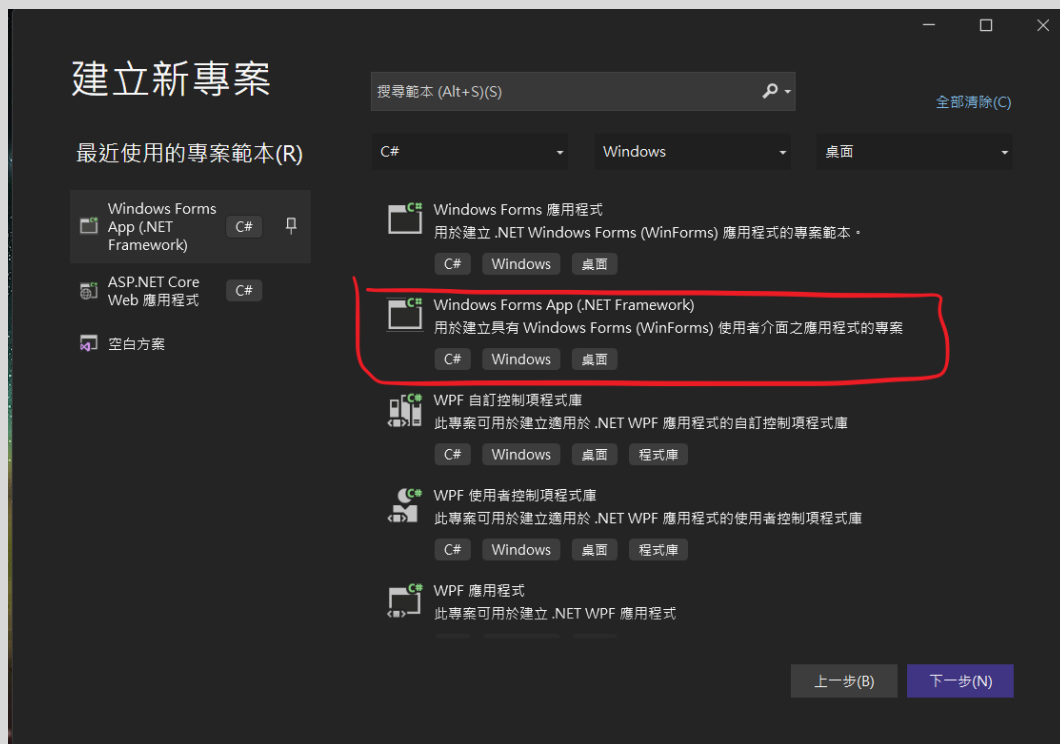 建立新專案
搜尋範本 (Alt+S)(S)
全部清除(C)
最近使用的專案範本(R)
C#
Windows
桌面
Windows Forms
App (.NET
Framework)
C#
ASP.NET Core
Web 應用程式
C#
空白方案
Windows Forms 應用程式
用於建立 .NET Windows Forms (WinForms) 應用程式的專案範本。
C# Windows 桌面
Windows Forms App (.NET Framework)
用於建立具有 Windows Forms (WinForms) 使用者介面之應用程式的專案
C# Windows 桌面
WPF 自訂控制項程式庫
此專案可用於建立適用於 .NET WPF 應用程式的自訂控制項程式庫
C# Windows 桌面 程式庫
WPF 使用者控制項程式庫
此專案可用於建立適用於 .NET WPF 應用程式的使用者控制項程式庫
C# Windows 桌面 程式庫
WPF 應用程式
此專案可用於建立 .NET WPF 應用程式
上一步(B)
下一步(N)